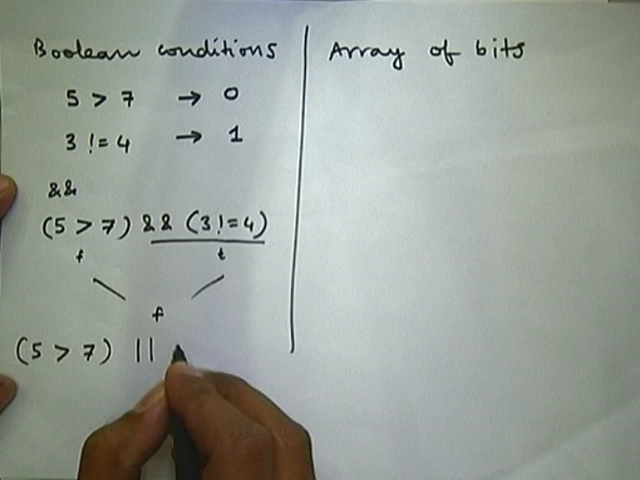 Boolean conditions
5 > 7 → 0
3 != 4 → 1
&&
(5 > 7) && (3 != 4)
f t
f
(5 > 7) ||
Array of bits